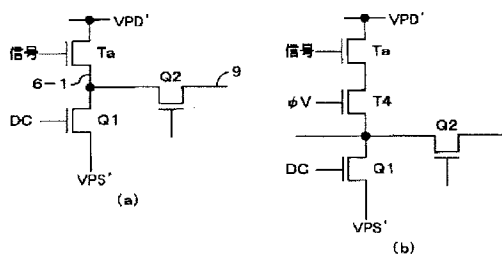 VPD'
信号
Ta
6-1
Q2
9
DC
Q1
VPS'
(a)
VPD'
信号
Ta
φV
T4
Q2
DC
Q1
VPS'
(b)